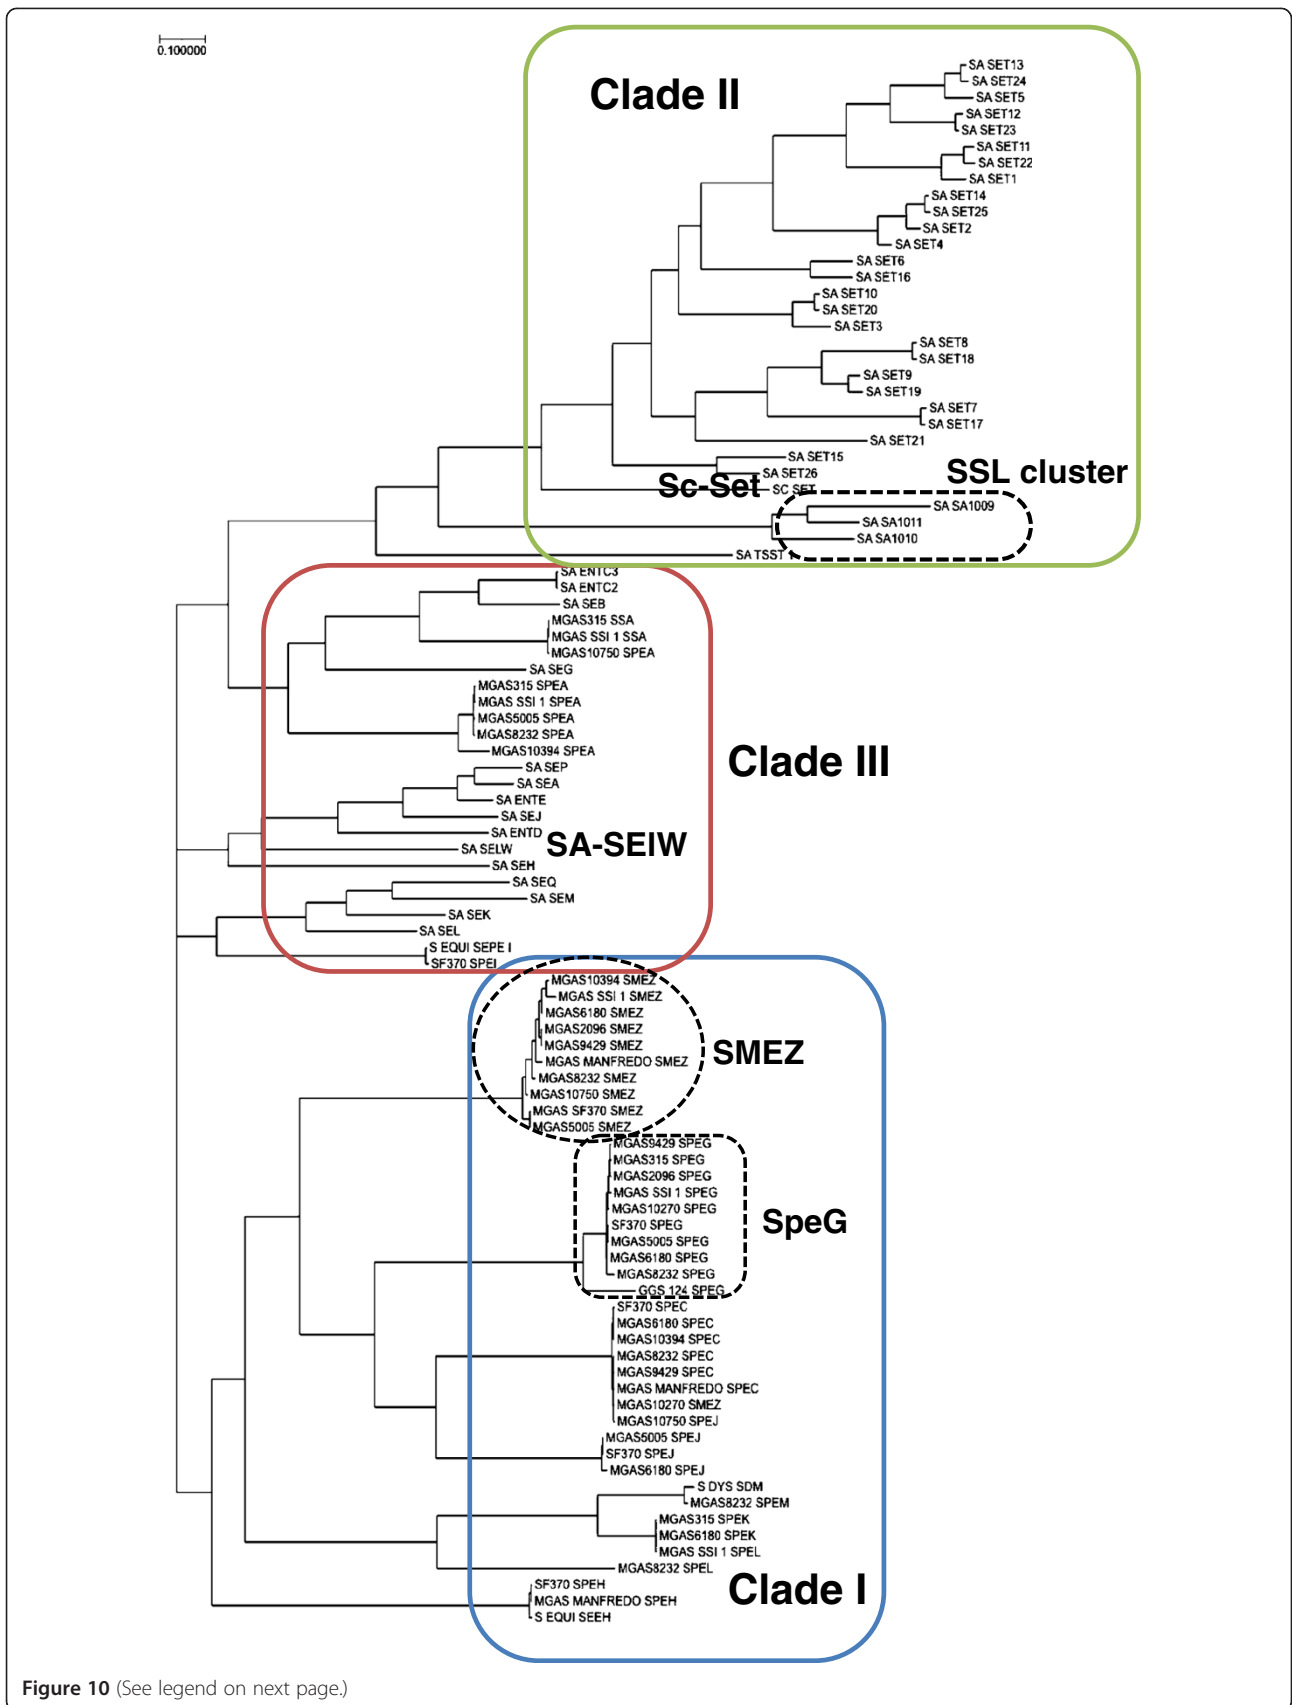 0.100000
Clade II
SA SET13
SA SET24
SA SET5
SA SET12
SA SET23
SA SET11
SA SET22
SA SET1
SA SET14
SA SET25
SA SET2
SA SET4
SA SET6
SA SET16
SA SET10
SA SET20
SA SET3
SA SET8
SA SET18
SA SET9
SA SET19
SA SET7
SA SET17
SA SET21
SA SET15
SA SET26
Sc-Set
SC SET
SSL cluster
SA SA1009
SA SA1011
SA SA1010
SA TSST
SA ENTC3
SA ENTC2
SA SEB
MGAS315 SSA
MGAS SSI 1 SSA
MGAS10750 SPEA
SA SEG
MGAS315 SPEA
MGAS SSI 1 SPEA
MGAS5005 SPEA
MGAS8232 SPEA
MGAS10394 SPEA
Clade III
SA SEP
SA SEA
SA ENTE
SA SEJ
SA ENTD
SA-SElW
SA SELW
SA SEH
SA SEQ
SA SEM
SA SEK
SA SEL
S EQUI SEPE I
SF370 SPEI
MGAS10394 SMEZ
MGAS SSI 1 SMEZ
MGAS6180 SMEZ
MGAS2096 SMEZ
MGAS9429 SMEZ
MGAS MANFREDO SMEZ
MGAS8232 SMEZ
MGAS10750 SMEZ
MGAS SF370 SMEZ
MGAS5005 SMEZ
SMEZ
MGAS9429 SPEG
MGAS315 SPEG
MGAS2096 SPEG
MGAS SSI 1 SPEG
MGAS10270 SPEG
SF370 SPEG
MGAS5005 SPEG
MGAS6180 SPEG
MGAS8232 SPEG
GGS 124 SPEG
SpeG
SF370 SPEC
MGAS6180 SPEC
MGAS10394 SPEC
MGAS8232 SPEC
MGAS9429 SPEC
MGAS MANFREDO SPEC
MGAS10270 SMEZ
MGAS10750 SPEJ
MGAS5005 SPEJ
SF370 SPEJ
MGAS6180 SPEJ
S DYS SDM
MGAS8232 SPEM
MGAS315 SPEK
MGAS6180 SPEK
MGAS SSI 1 SPEL
MGAS8232 SPEL
SF370 SPEH
MGAS MANFREDO SPEH
S EQUI SEEH
Clade I
Figure 10 (See legend on next page.)